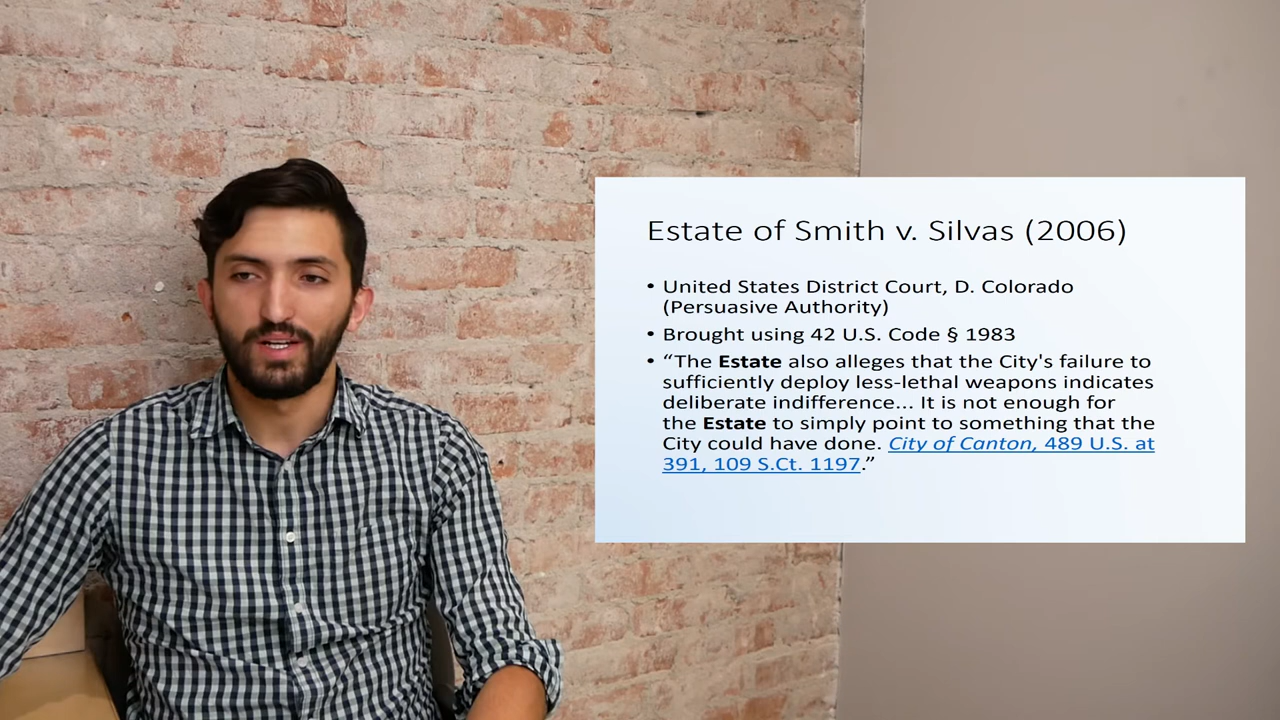 Estate of Smith v. Silvas (2006)
• United States District Court, D. Colorado
(Persuasive Authority)
• Brought using 42 U.S. Code § 1983
• “The Estate also alleges that the City's failure to
sufficiently deploy less-lethal weapons indicates
deliberate indifference... It is not enough for
the Estate to simply point to something that the
City could have done. City of Canton, 489 U.S. at
391, 109 S.Ct. 1197.”